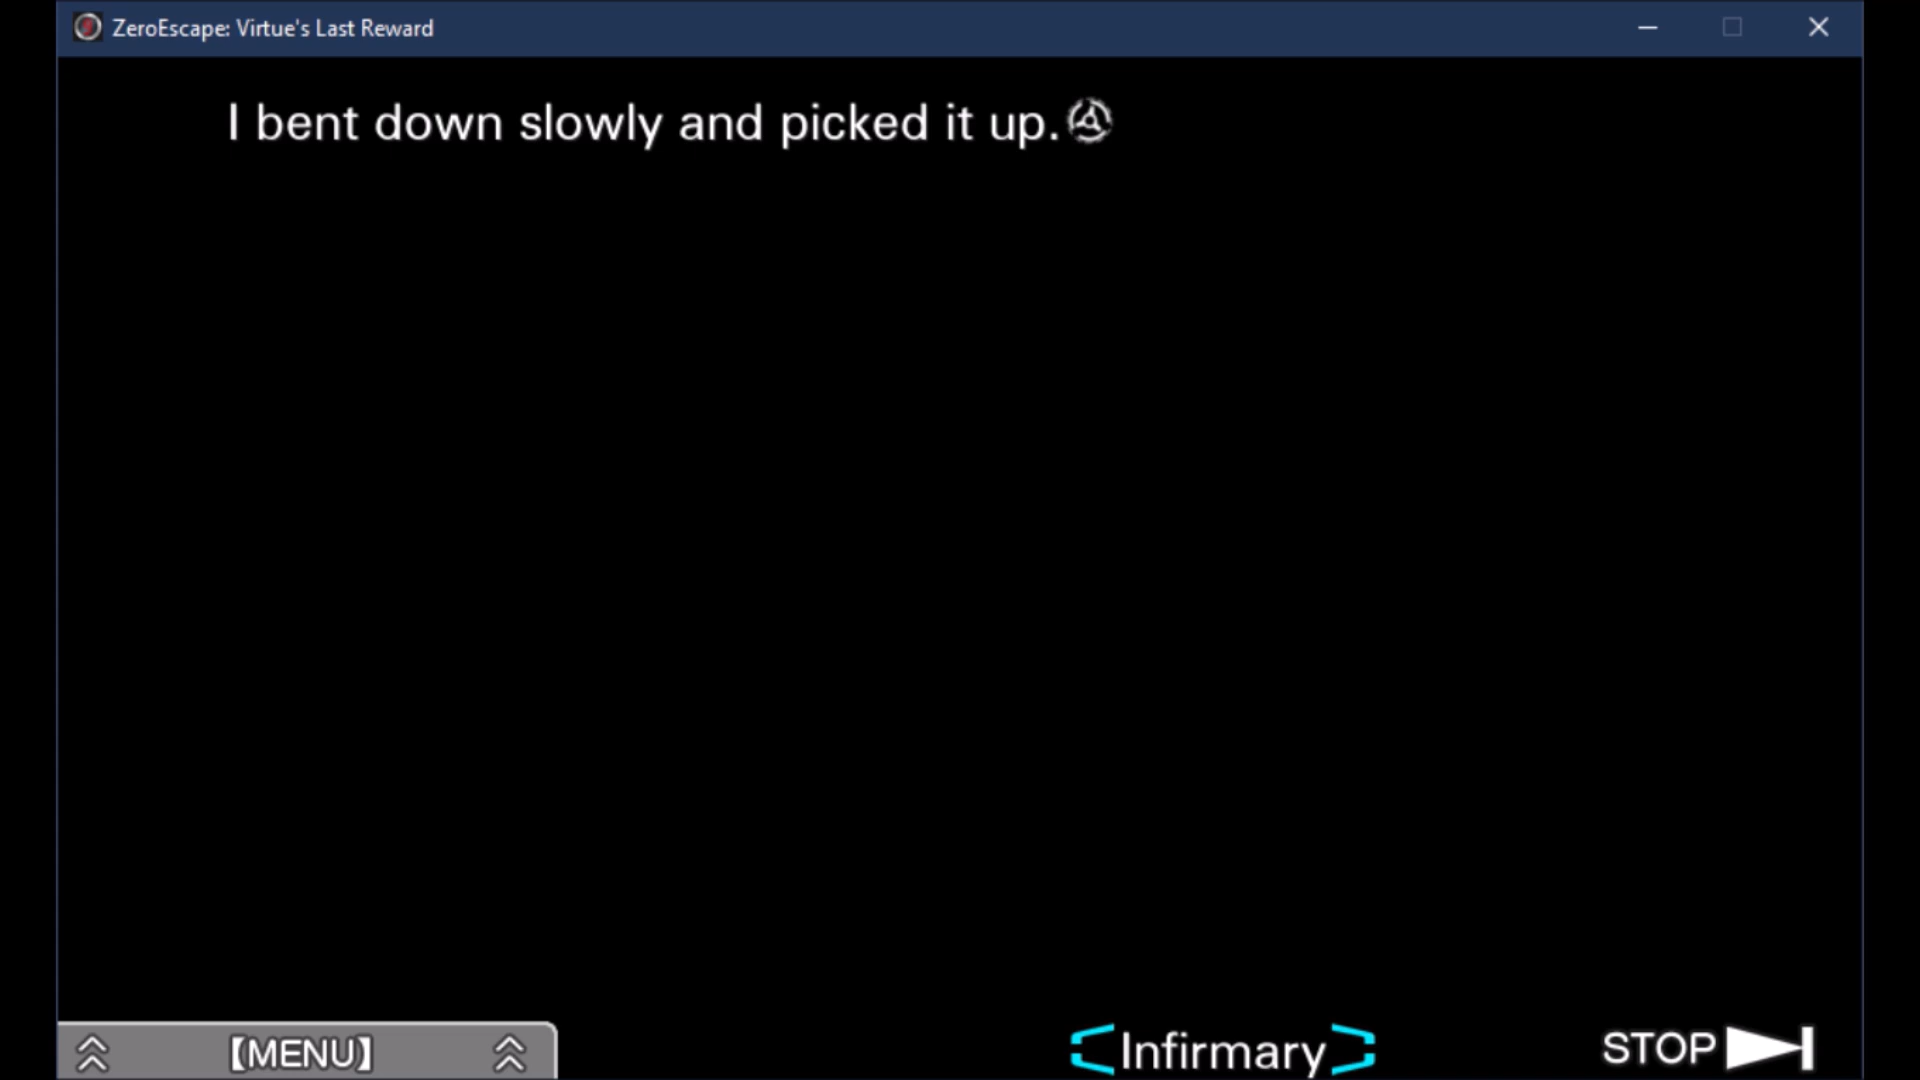 ZeroEscape: Virtue's Last Reward
I bent down slowly and picked it up.
【MENU】
Infirmary
STOP